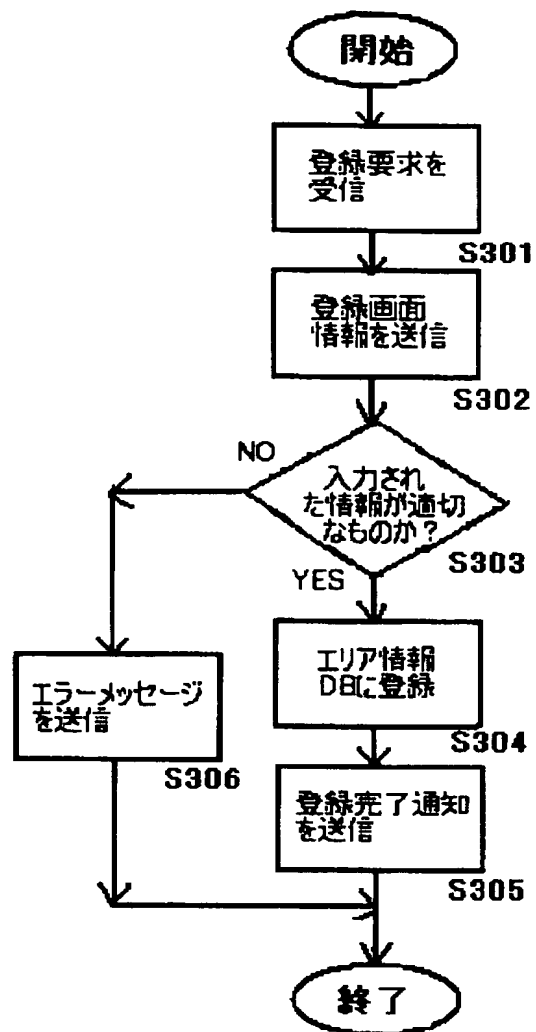 開始
登録要求を
受信
S301
登録画面
情報を送信
S302
NO
入力され
た情報が適切
なものか？
S303
YES
エリア情報
DBに登録
S304
エラーメッセージ
を送信
S306
登録完了通知
を送信
S305
終了